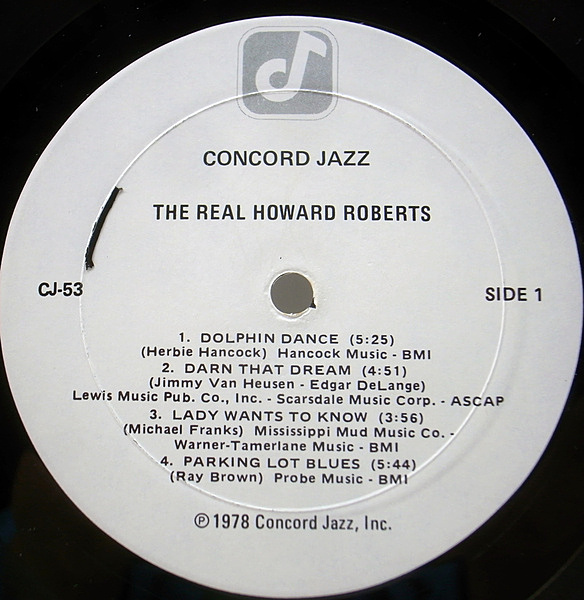 CONCORD JAZZ
THE REAL HOWARD ROBERTS
CJ-53
SIDE 1
1. DOLPHIN DANCE (5:25)
(Herbie Hancock) Hancock Music - BMI
2. DARN THAT DREAM (4:51)
(Jimmy Van Heusen - Edgar DeLange)
Lewis Music Pub. Co., Inc. - Scarsdale Music Corp. - ASCAP
3. LADY WANTS TO KNOW (3:56)
(Michael Franks) Mississippi Mud Music Co. -
Warner-Tamerlane Music - BMI
4. PARKING LOT BLUES (5:44)
(Ray Brown) Probe Music - BMI
℗ 1978 Concord Jazz, Inc.